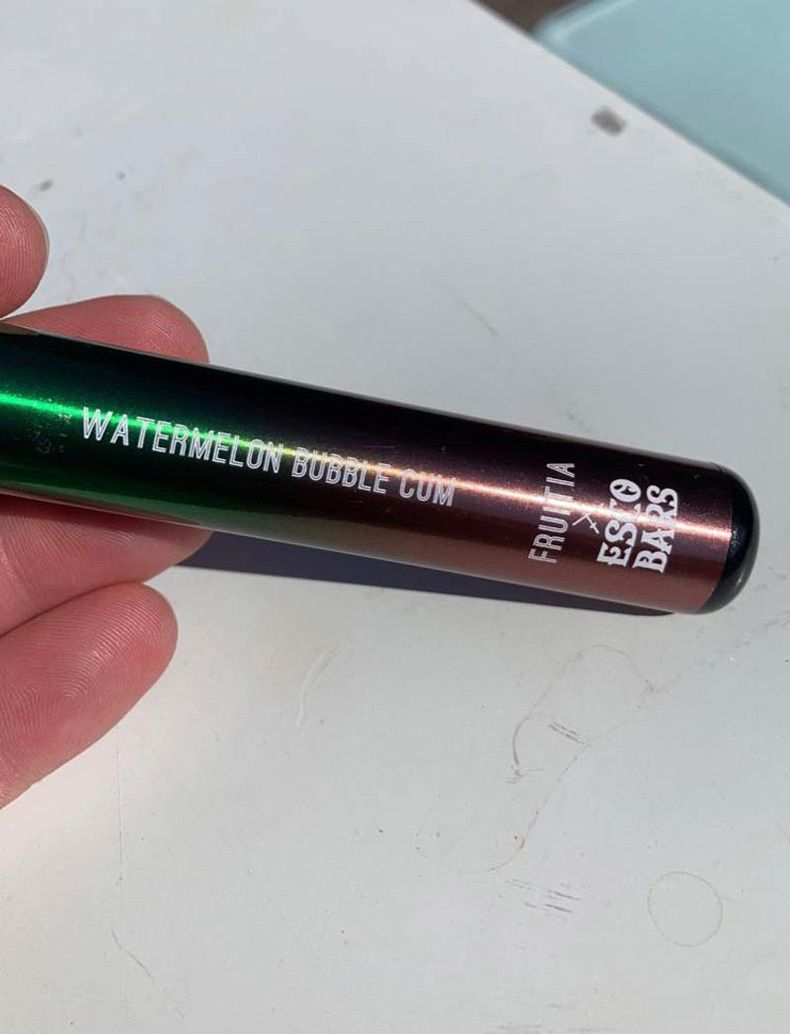 WATERMELON BUBBLE CUM
FRUITIA
X
ESCO
BARS